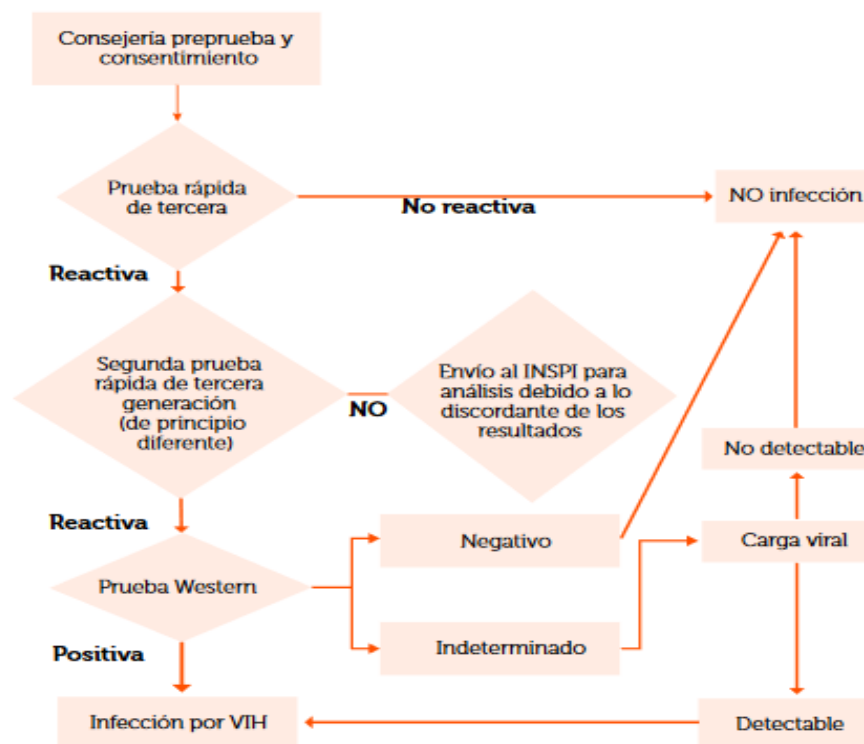 Consejería preprueba y
consentimiento
Prueba rápida
de tercera
No reactiva
NO infección
Reactiva
Segunda prueba
rápida de tercera
generación
(de principio
diferente)
NO
Envío al INSPI para
análisis debido a lo
discordante de los
resultados
No detectable
Reactiva
Negativo
Carga viral
Prueba Western
Indeterminado
Positiva
Infección por VIH
Detectable